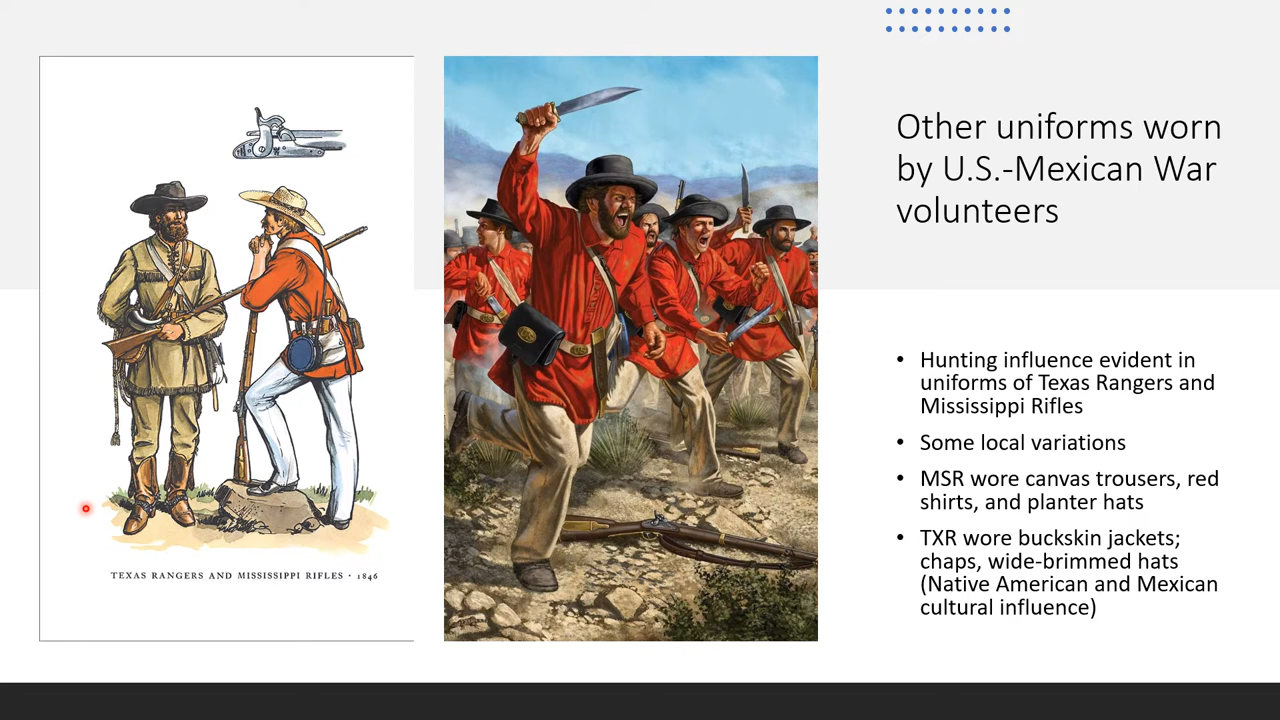 Other uniforms worn
by U.S.-Mexican War
volunteers
• Hunting influence evident in
uniforms of Texas Rangers and
Mississippi Rifles
• Some local variations
• MSR wore canvas trousers, red
shirts, and planter hats
• TXR wore buckskin jackets;
chaps, wide-brimmed hats
(Native American and Mexican
cultural influence)
TEXAS RANGERS AND MISSISSIPPI RIFLES · 1846